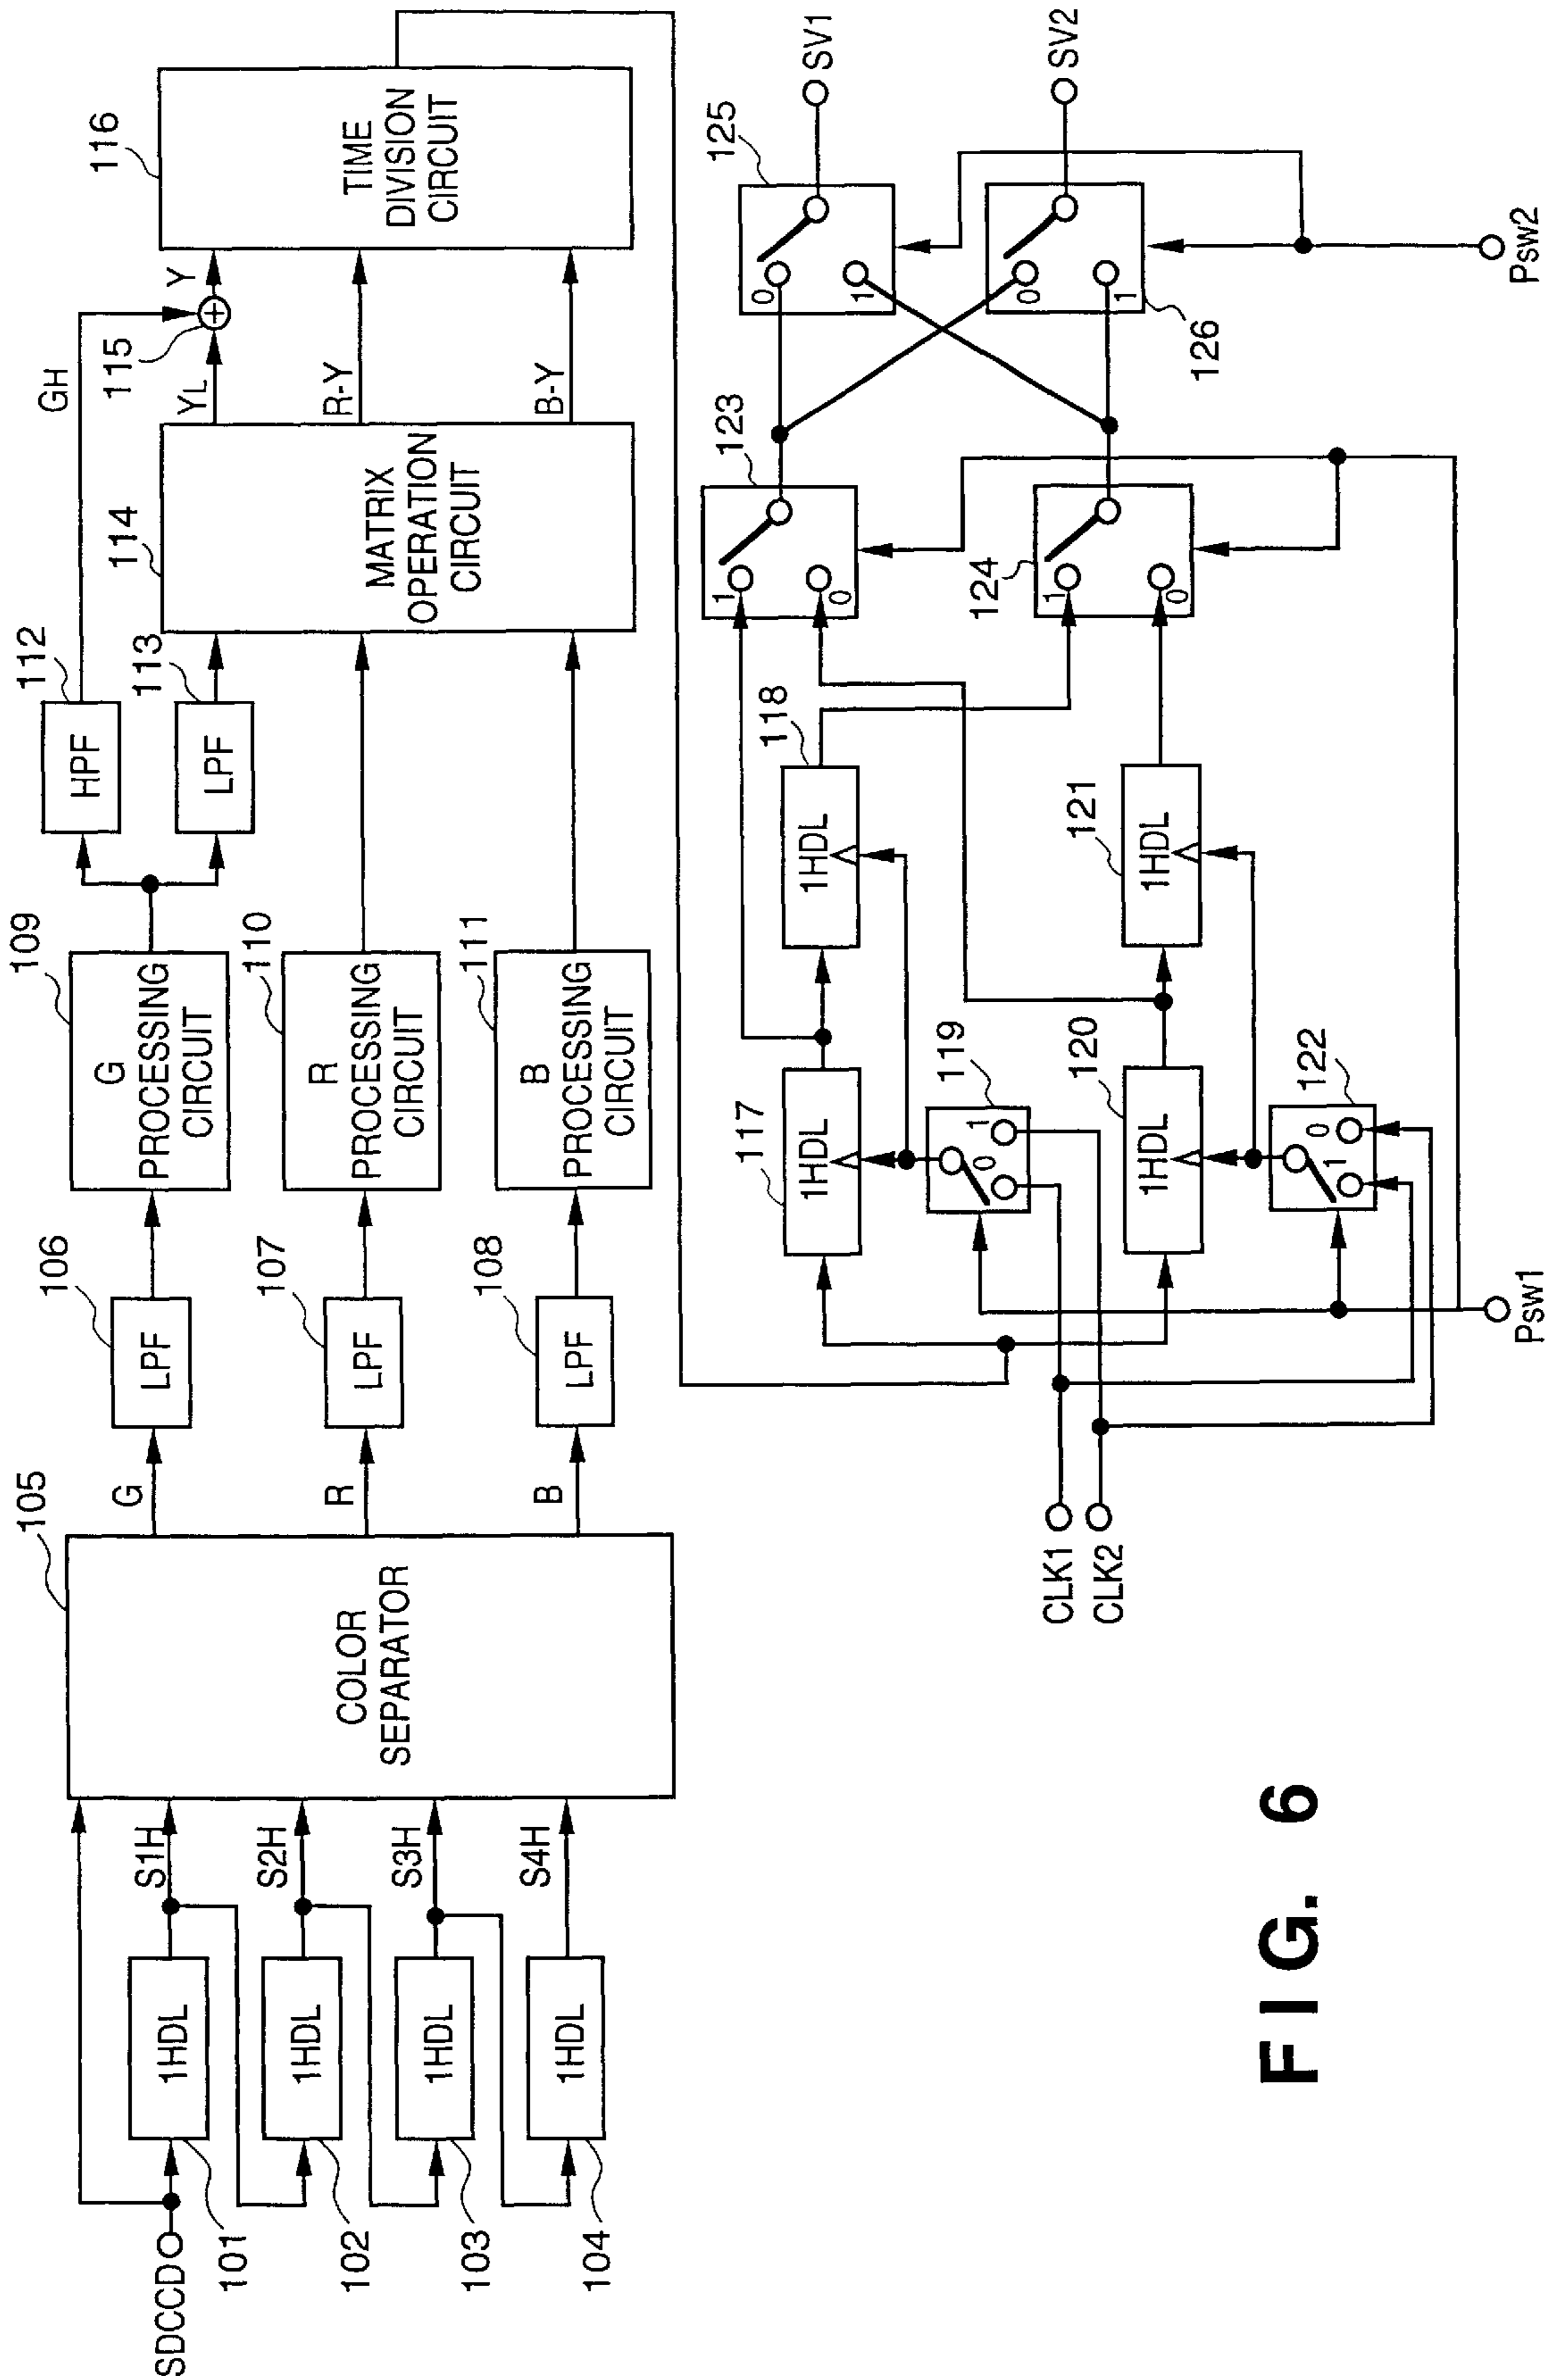 SDCCD
101
1HDL
S1H
102
1HDL
S2H
103
1HDL
S3H
104
1HDL
S4H
105
COLOR
SEPARATOR
G
R
B
106
LPF
107
LPF
108
LPF
109
G
PROCESSING
CIRCUIT
110
R
PROCESSING
CIRCUIT
111
B
PROCESSING
CIRCUIT
112
HPF
113
LPF
GH
114
MATRIX
OPERATION
CIRCUIT
YL
R-Y
B-Y
115
+
Y
116
TIME
DIVISION
CIRCUIT
CLK1
CLK2
Psw1
117
1HDL
118
1HDL
119
0
1
120
1HDL
121
1HDL
122
1
0
123
1
0
124
1
0
125
0
1
126
0
1
SV1
SV2
Psw2
FIG. 6